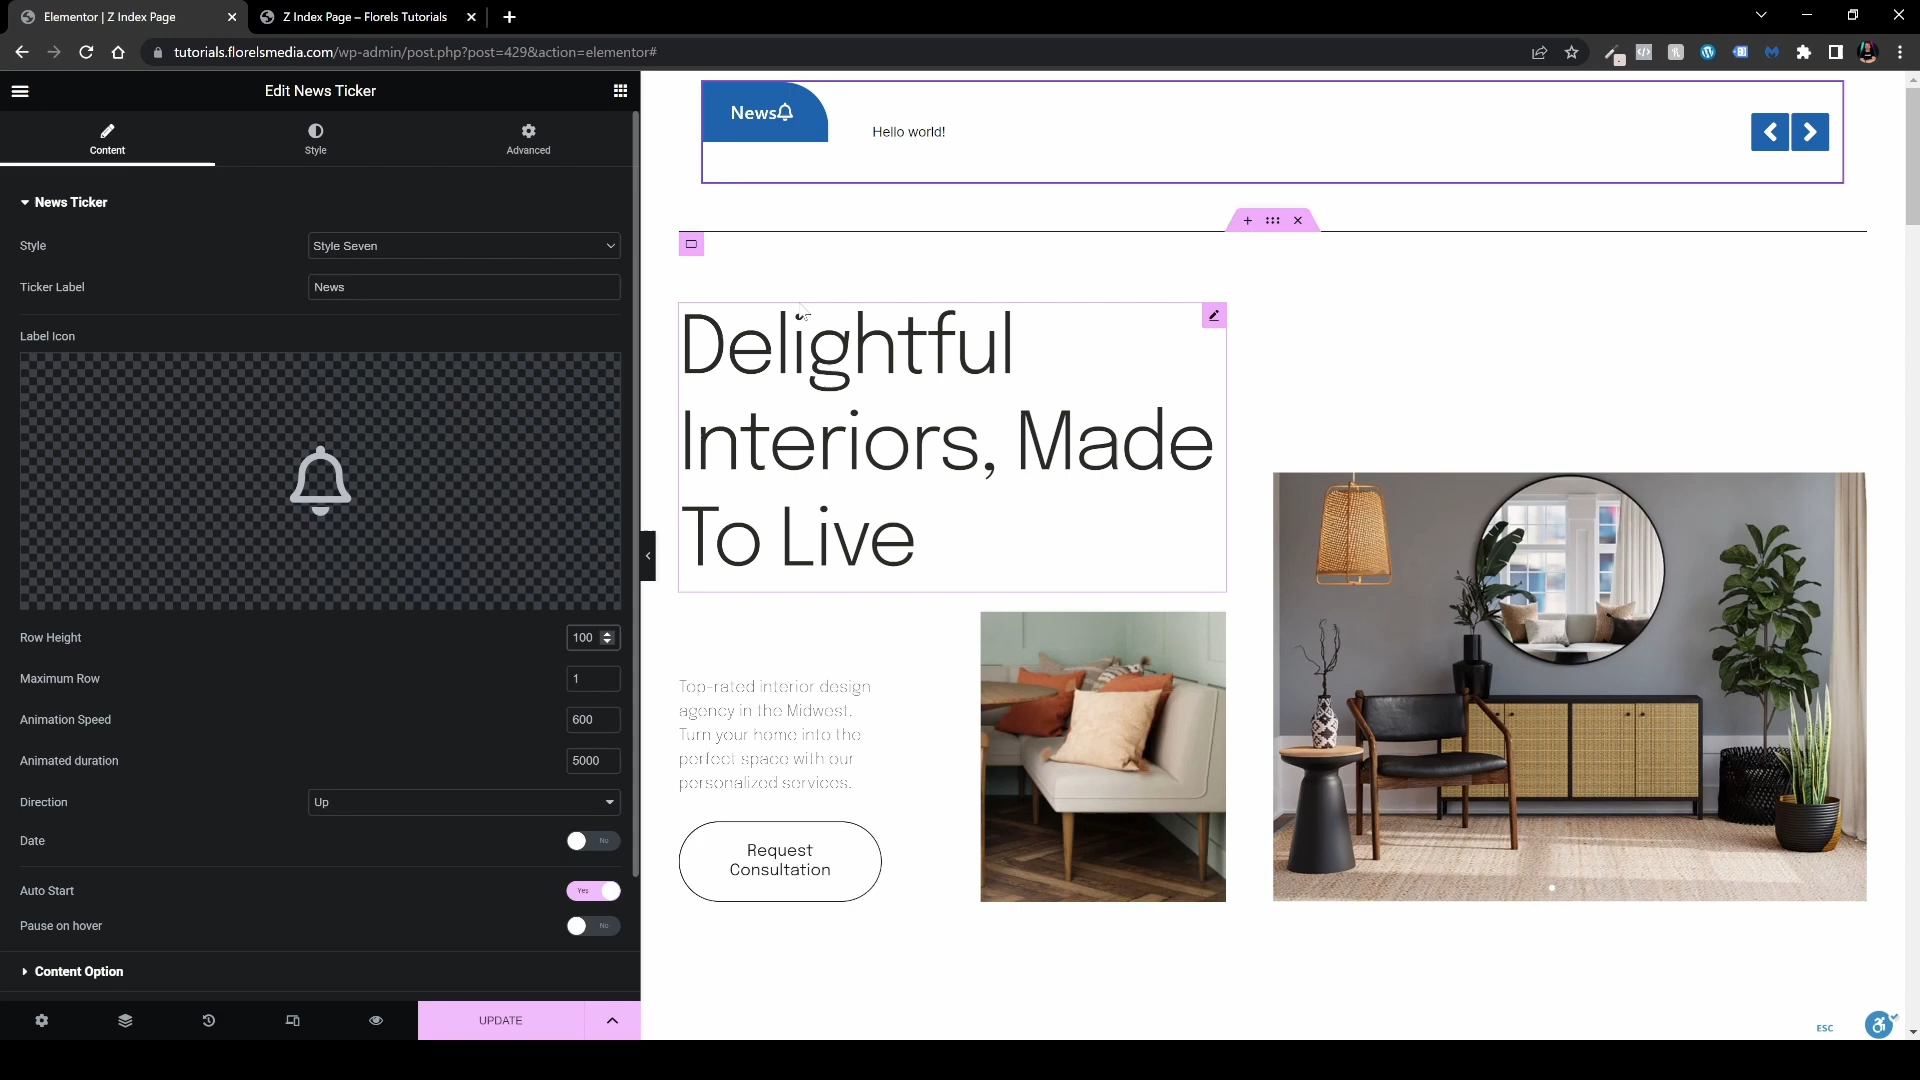 Elementor | Z Index Page
Z Index Page – Florels Tutorials
tutorials.florelsmedia.com/wp-admin/post.php?post=429&action=elementor#
Edit News Ticker
Content
Style
Advanced
News Ticker
Style
Style Seven
Ticker Label
News
Label Icon
Row Height
100
Maximum Row
1
Animation Speed
600
Animated duration
5000
Direction
Up
Date
No
Auto Start
Yes
Pause on hover
No
Content Option
UPDATE
News
Hello world!
Delightful
Interiors, Made
To Live
Top-rated interior design
agency in the Midwest.
Turn your home into the
perfect space with our
personalized services.
Request
Consultation
ESC